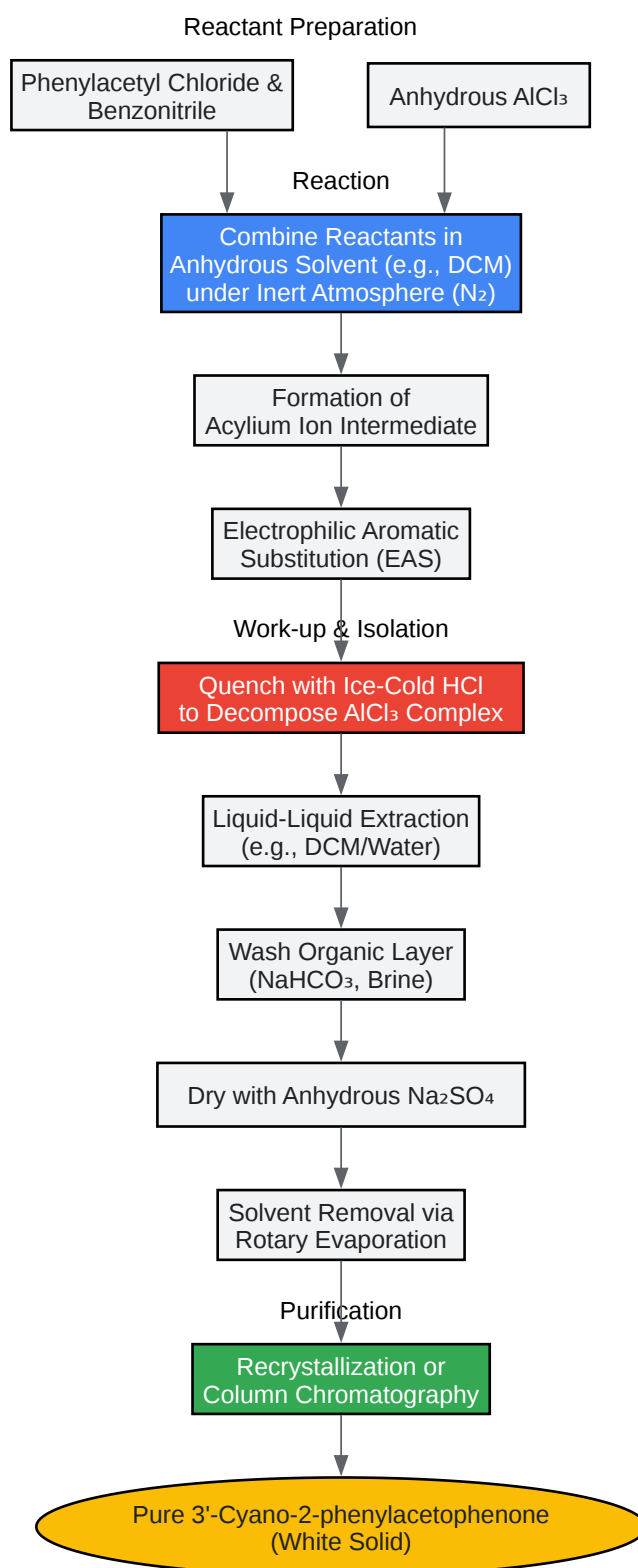 Reactant Preparation
Phenylacetyl Chloride &
Benzonitrile
Anhydrous AlCl₃
Reaction
Combine Reactants in
Anhydrous Solvent (e.g., DCM)
under Inert Atmosphere (N₂)
Formation of
Acylium Ion Intermediate
Electrophilic Aromatic
Substitution (EAS)
Work-up & Isolation
Quench with Ice-Cold HCl
to Decompose AlCl₃ Complex
Liquid-Liquid Extraction
(e.g., DCM/Water)
Wash Organic Layer
(NaHCO₃, Brine)
Dry with Anhydrous Na₂SO₄
Solvent Removal via
Rotary Evaporation
Purification
Recrystallization or
Column Chromatography
Pure 3'-Cyano-2-phenylacetophenone
(White Solid)